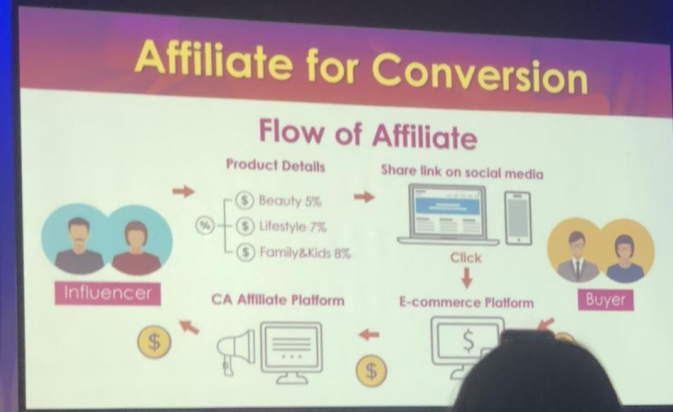 Affiliate for Conversion
Flow of Affiliate
Product Details
Share link on social media
%
$ Beauty 5%
$ Lifestyle 7%
$ Family&Kids 8%
Click
Influencer
CA Affiliate Platform
E-commerce Platform
Buyer
$
$
$